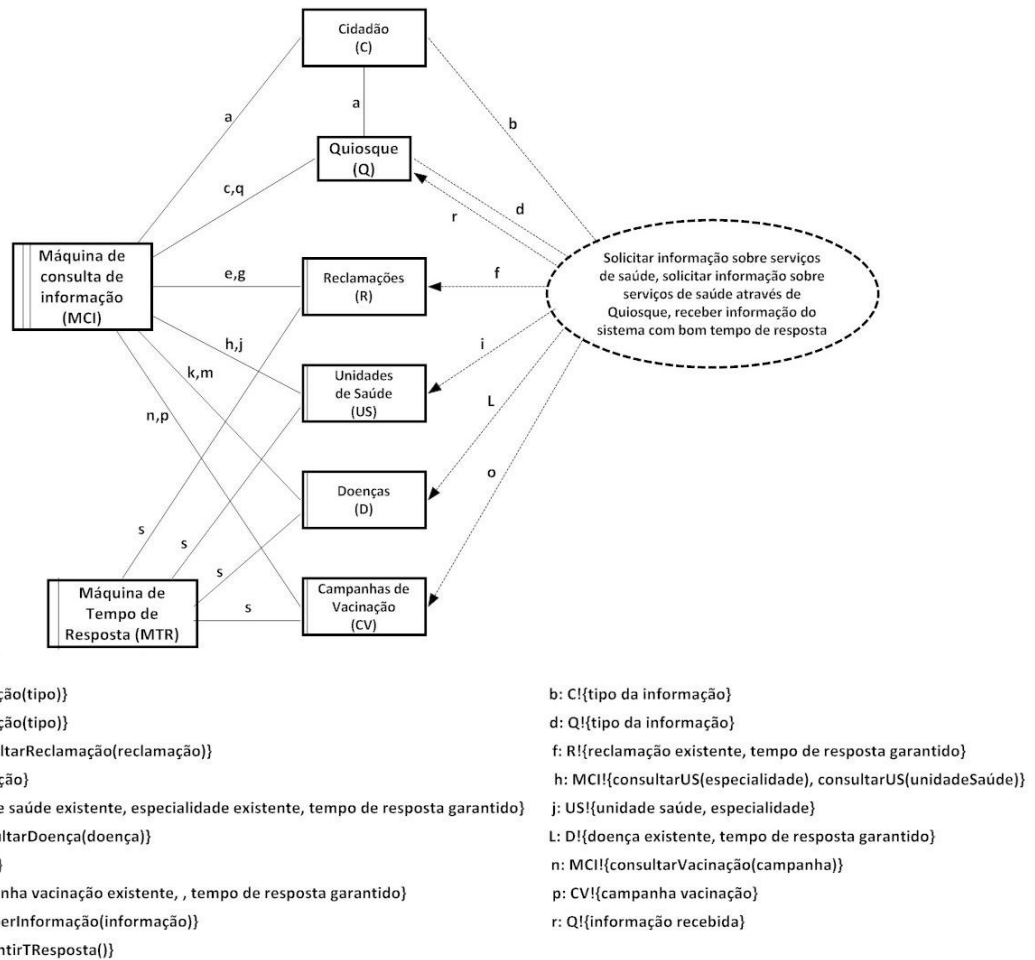 Cidadão
(C)
a
a
b
Quiosque
(Q)
c,q
d
r
Máquina de
consulta de
informação
(MCI)
e,g
Reclamações
(R)
f
Solicitar informação sobre serviços
de saúde, solicitar informação sobre
serviços de saúde através de
Quiosque, receber informação do
sistema com bom tempo de resposta
h,j
i
k,m
Unidades
de Saúde
(US)
L
n,p
o
Doenças
(D)
s
s
s
s
Máquina de
Tempo de
Resposta (MTR)
Campanhas de
Vacinação
(CV)
ção(tipo)}
b: C!{tipo da informação}
ção(tipo)}
d: Q!{tipo da informação}
ltarReclamação(reclamação)}
f: R!{reclamação existente, tempo de resposta garantido}
ção}
h: MCI!{consultarUS(especialidade), consultarUS(unidadeSaúde)}
e saúde existente, especialidade existente, tempo de resposta garantido}
j: US!{unidade saúde, especialidade}
ltarDoença(doença)}
L: D!{doença existente, tempo de resposta garantido}
}
n: MCI!{consultarVacinação(campanha)}
nha vacinação existente, , tempo de resposta garantido}
p: CV!{campanha vacinação}
erInformação(informação)}
r: Q!{informação recebida}
ntirTResposta()}